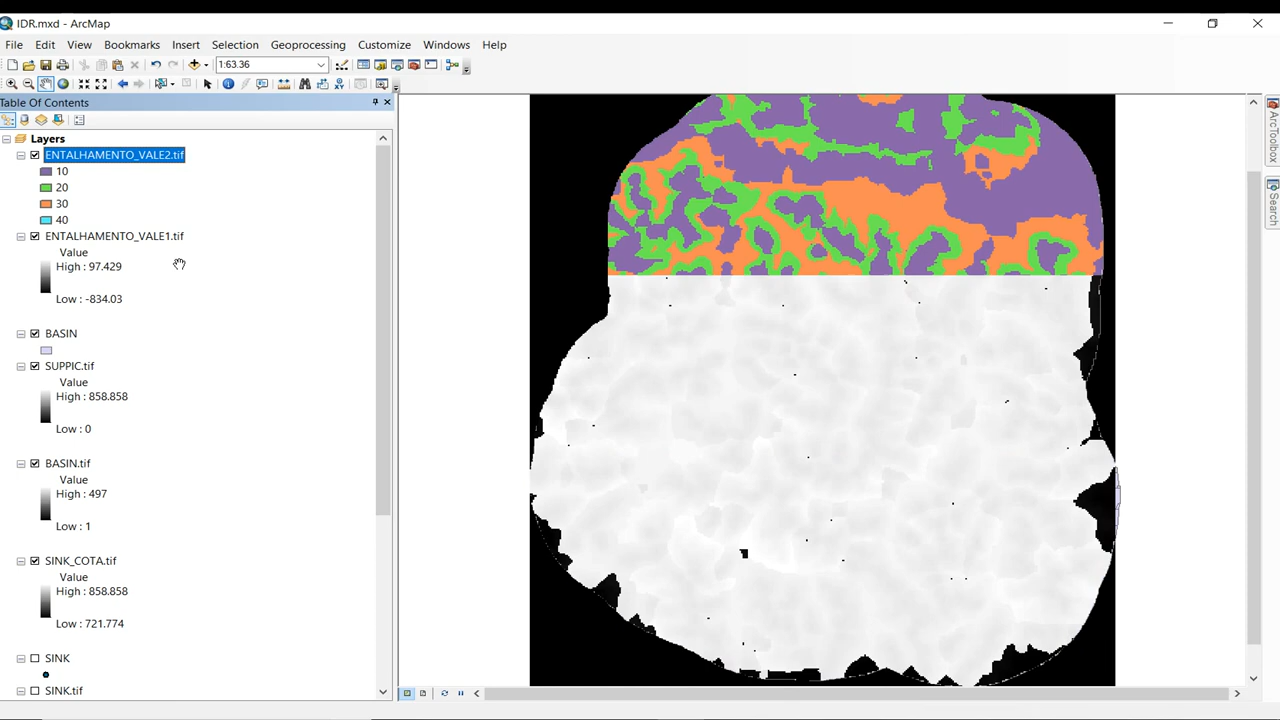 IDR.mxd - ArcMap
File Edit View Bookmarks Insert Selection Geoprocessing Customize Windows Help
1:63.36
Table Of Contents
Layers
ENTALHAMENTO_VALE2.tif
10
20
30
40
ENTALHAMENTO_VALE1.tif
Value
High : 97.429
Low : -834.03
BASIN
SUPPIC.tif
Value
High : 858.858
Low : 0
BASIN.tif
Value
High : 497
Low : 1
SINK_COTA.tif
Value
High : 858.858
Low : 721.774
SINK
SINK.tif
ArcToolbox
Search